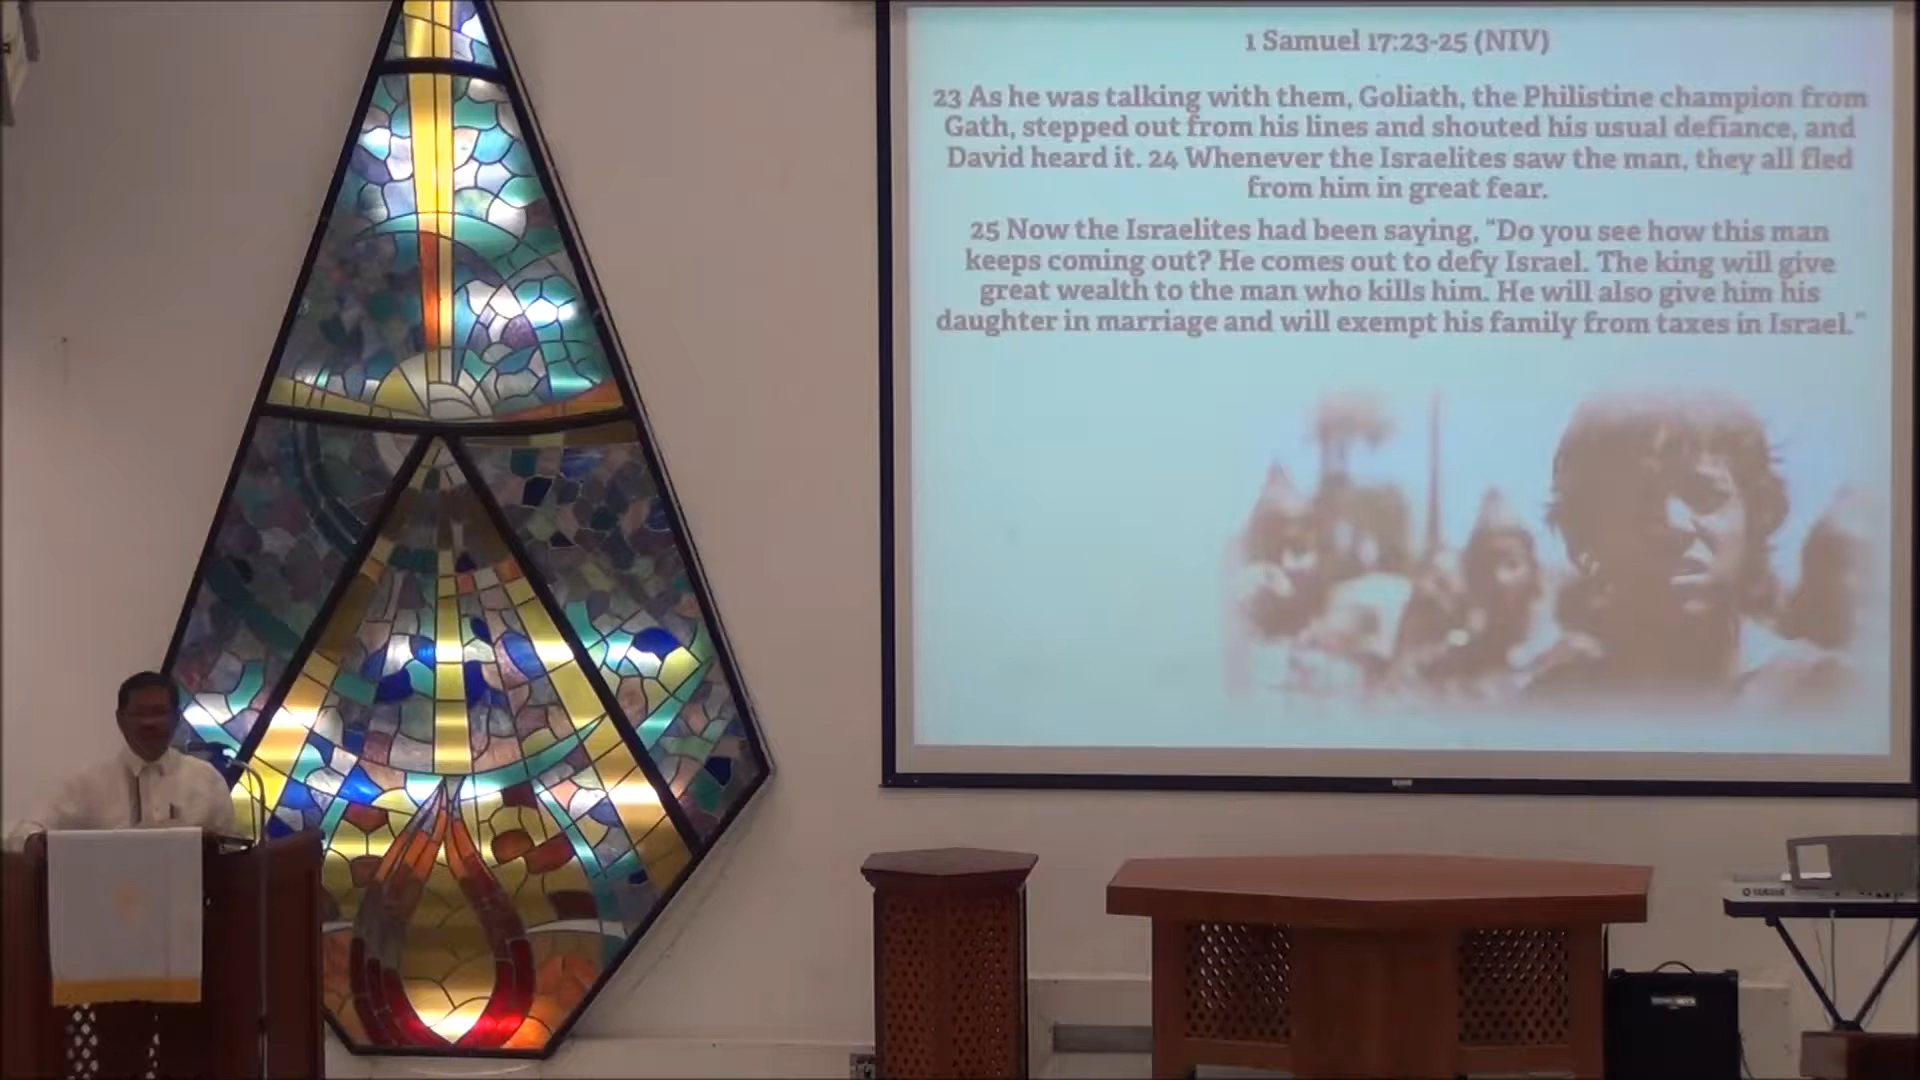 1 Samuel 17:23-25 (NIV)
23 As he was talking with them, Goliath, the Philistine champion from
Gath, stepped out from his lines and shouted his usual defiance, and
David heard it. 24 Whenever the Israelites saw the man, they all fled
from him in great fear.
25 Now the Israelites had been saying, "Do you see how this man
keeps coming out? He comes out to defy Israel. The king will give
great wealth to the man who kills him. He will also give him his
daughter in marriage and will exempt his family from taxes in Israel."
YAMAHA